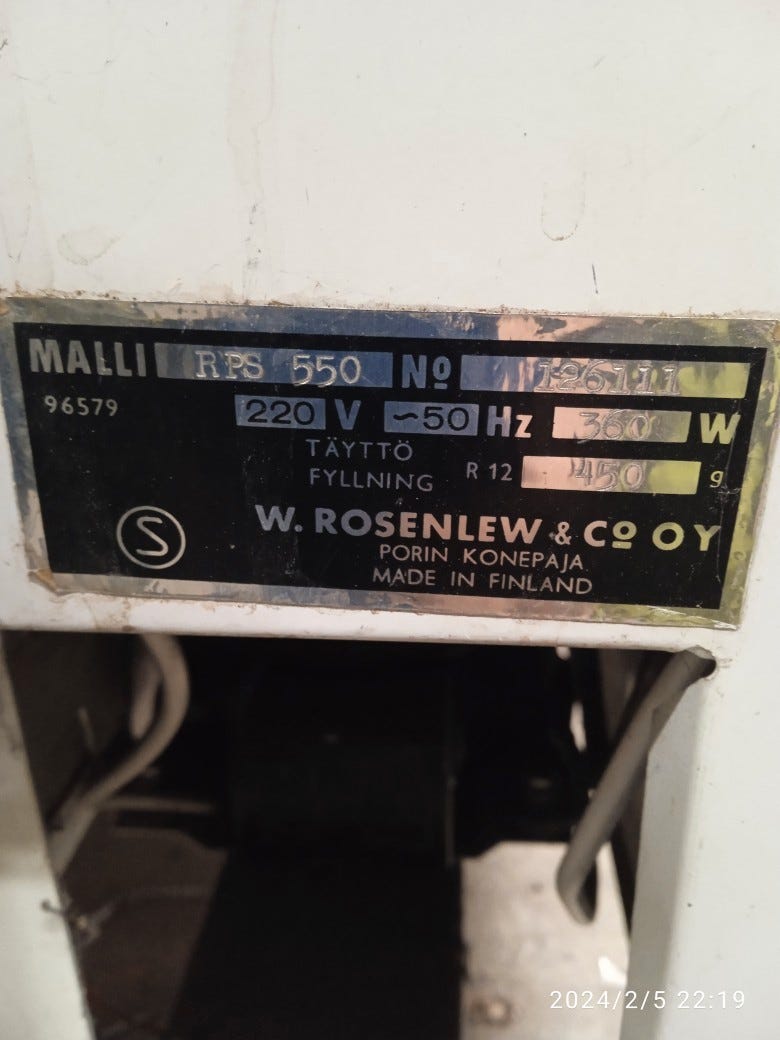 MALLI RPS 550 Nº 126111
96579 220 V ~50 Hz 360 W
TÄYTTÖ
FYLLNING R 12 450 g
S
W. ROSENLEW & Cº OY
PORIN KONEPAJA
MADE IN FINLAND
2024/2/5 22:19